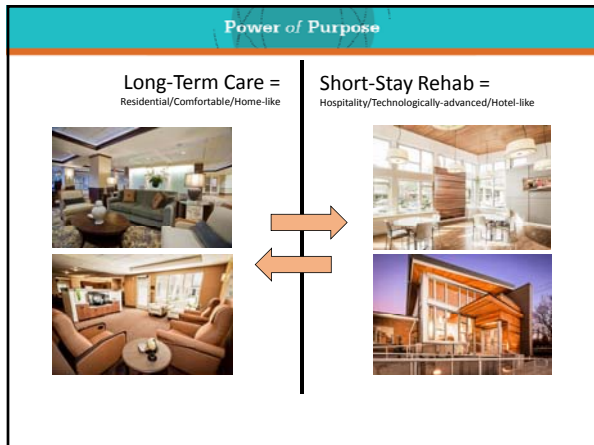 Power of Purpose
Long-Term Care =
Residential/Comfortable/Home-like
Short-Stay Rehab =
Hospitality/Technologically-advanced/Hotel-like